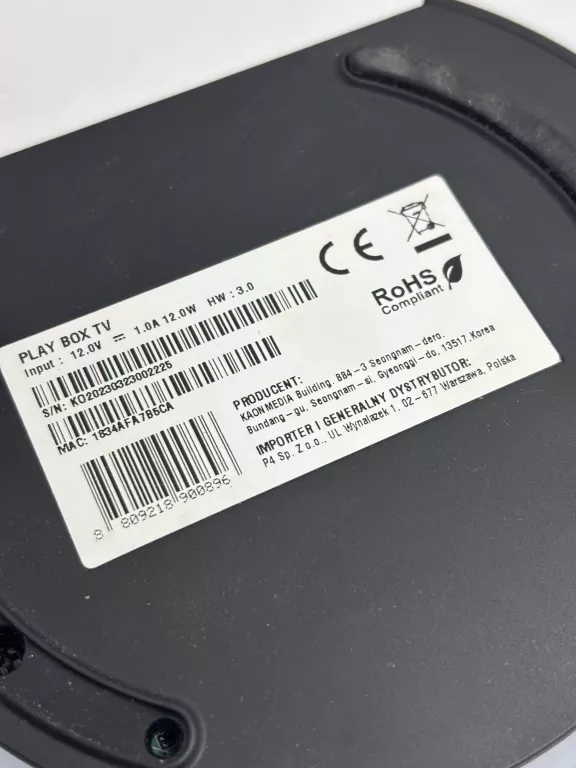 PLAY BOX TV
Input : 12.0V ⎓ 1.0A 12.0W HW : 3.0
S/N: KO20230323002225
MAC: 1834AFA7B6CA
8 809218 900896
CE
RoHS
Compliant
PRODUCENT:
KAON MEDIA Building, 884-3 Seongnam-dero,
Bundang-gu, Seongnam-si, Gyeonggi-do, 13517, Korea
IMPORTER I GENERALNY DYSTRYBUTOR:
P4 Sp. Z o.o., UL Wynalazek 1, 02-677 Warszawa, Polska